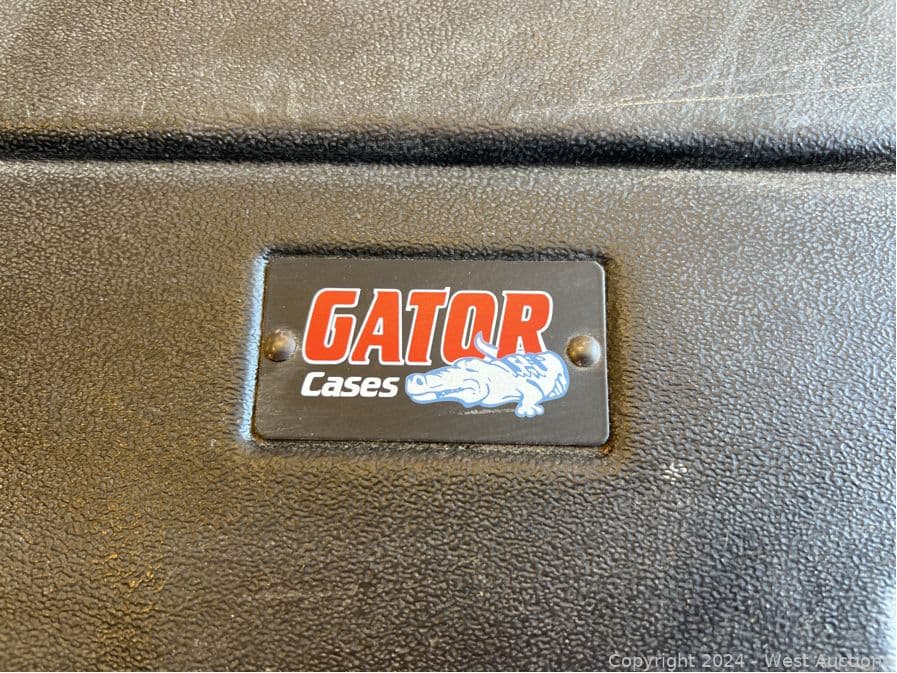 GATOR
Cases
Copyright 2024 - West Auction